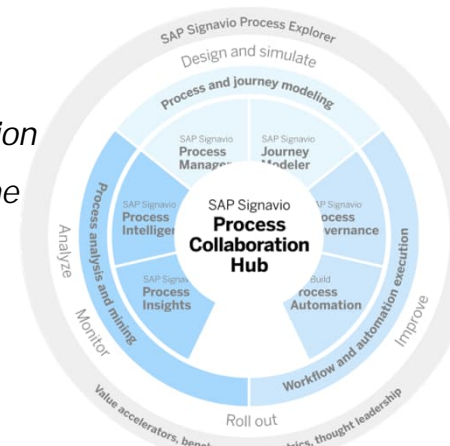 SAP Signavio Process Explorer
Design and simulate
Process and journey modeling
SAP Signavio
Process
SAP Signavio
Journey
Modeler
SAP Signavio
Process
SAP Signavio
Process
Collaboration
Hub
Process
Process
Insights
Build
Automation
Process analysis and mining
Workflow and automation execution
Analyze
Monitor
Improve
Roll out
Value accelerators,
thought leadership